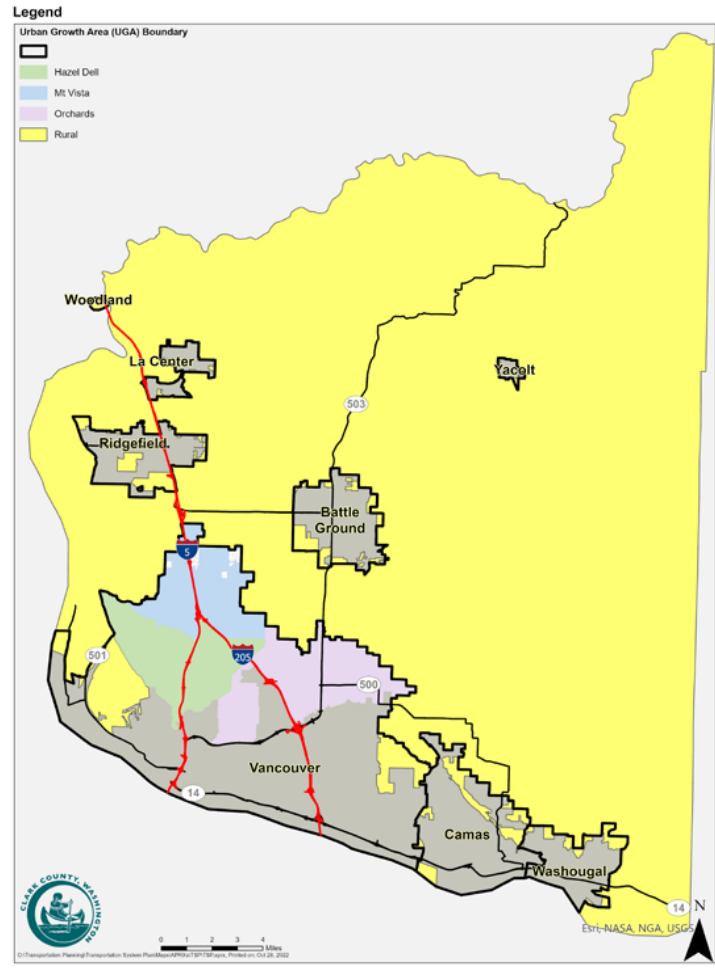 Legend
Urban Growth Area (UGA) Boundary
Hazel Dell
Mt Vista
Orchards
Rural
Woodland
La Center
Yacolt
503
Ridgefield
Battle
Ground
5
501
205
500
Vancouver
14
Camas
Washougal
14
N
CLARK COUNTY, WASHINGTON
Esri, NASA, NGA, USGS
0 1 2 3 4
Miles